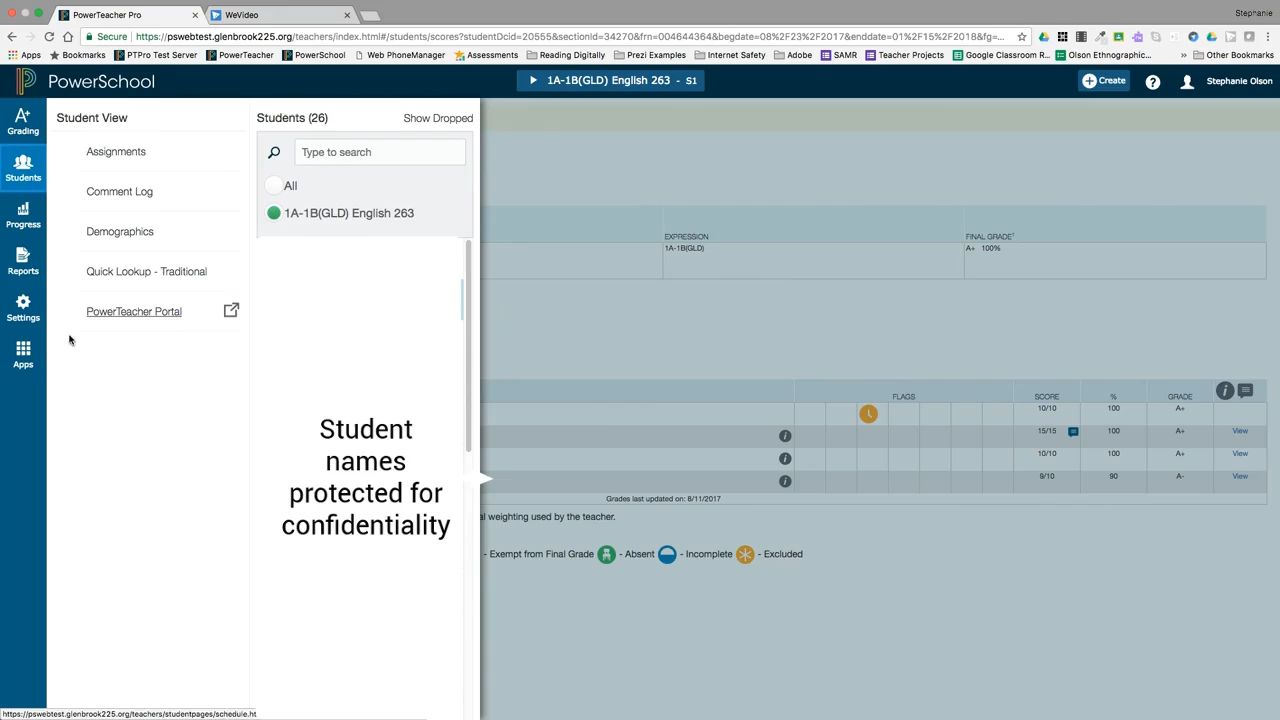 PowerTeacher Pro
WeVideo
Stephanie
Secure https://pswebtest.glenbrook225.org/teachers/index.html#/students/scores?studentDcid=20555&sectionId=34270&frn=004644364&begdate=08%2F23%2F2017&enddate=01%2F15%2F2018&fg=...
Apps Bookmarks PTPro Test Server PowerTeacher PowerSchool Web PhoneManager Assessments Reading Digitally Prezi Examples Internet Safety Adobe SAMR Teacher Projects Google Classroom R... Olson Ethnographic... » Other Bookmarks
PowerSchool
1A-1B(GLD) English 263 - S1
Create
Stephanie Olson
Grading
Students
Progress
Reports
Settings
Apps
Student View
Assignments
Comment Log
Demographics
Quick Lookup - Traditional
PowerTeacher Portal
Students (26)
Show Dropped
Type to search
All
1A-1B(GLD) English 263
Student
names
protected for
confidentiality
EXPRESSION
FINAL GRADE¹
1A-1B(GLD)
A+ 100%
FLAGS SCORE % GRADE
10/10 100 A+
15/15 100 A+ View
10/10 100 A+ View
9/10 90 A- View
Grades last updated on: 8/11/2017
al weighting used by the teacher.
- Exempt from Final Grade - Absent - Incomplete - Excluded
https://pswebtest.glenbrook225.org/teachers/studentpages/schedule.ht